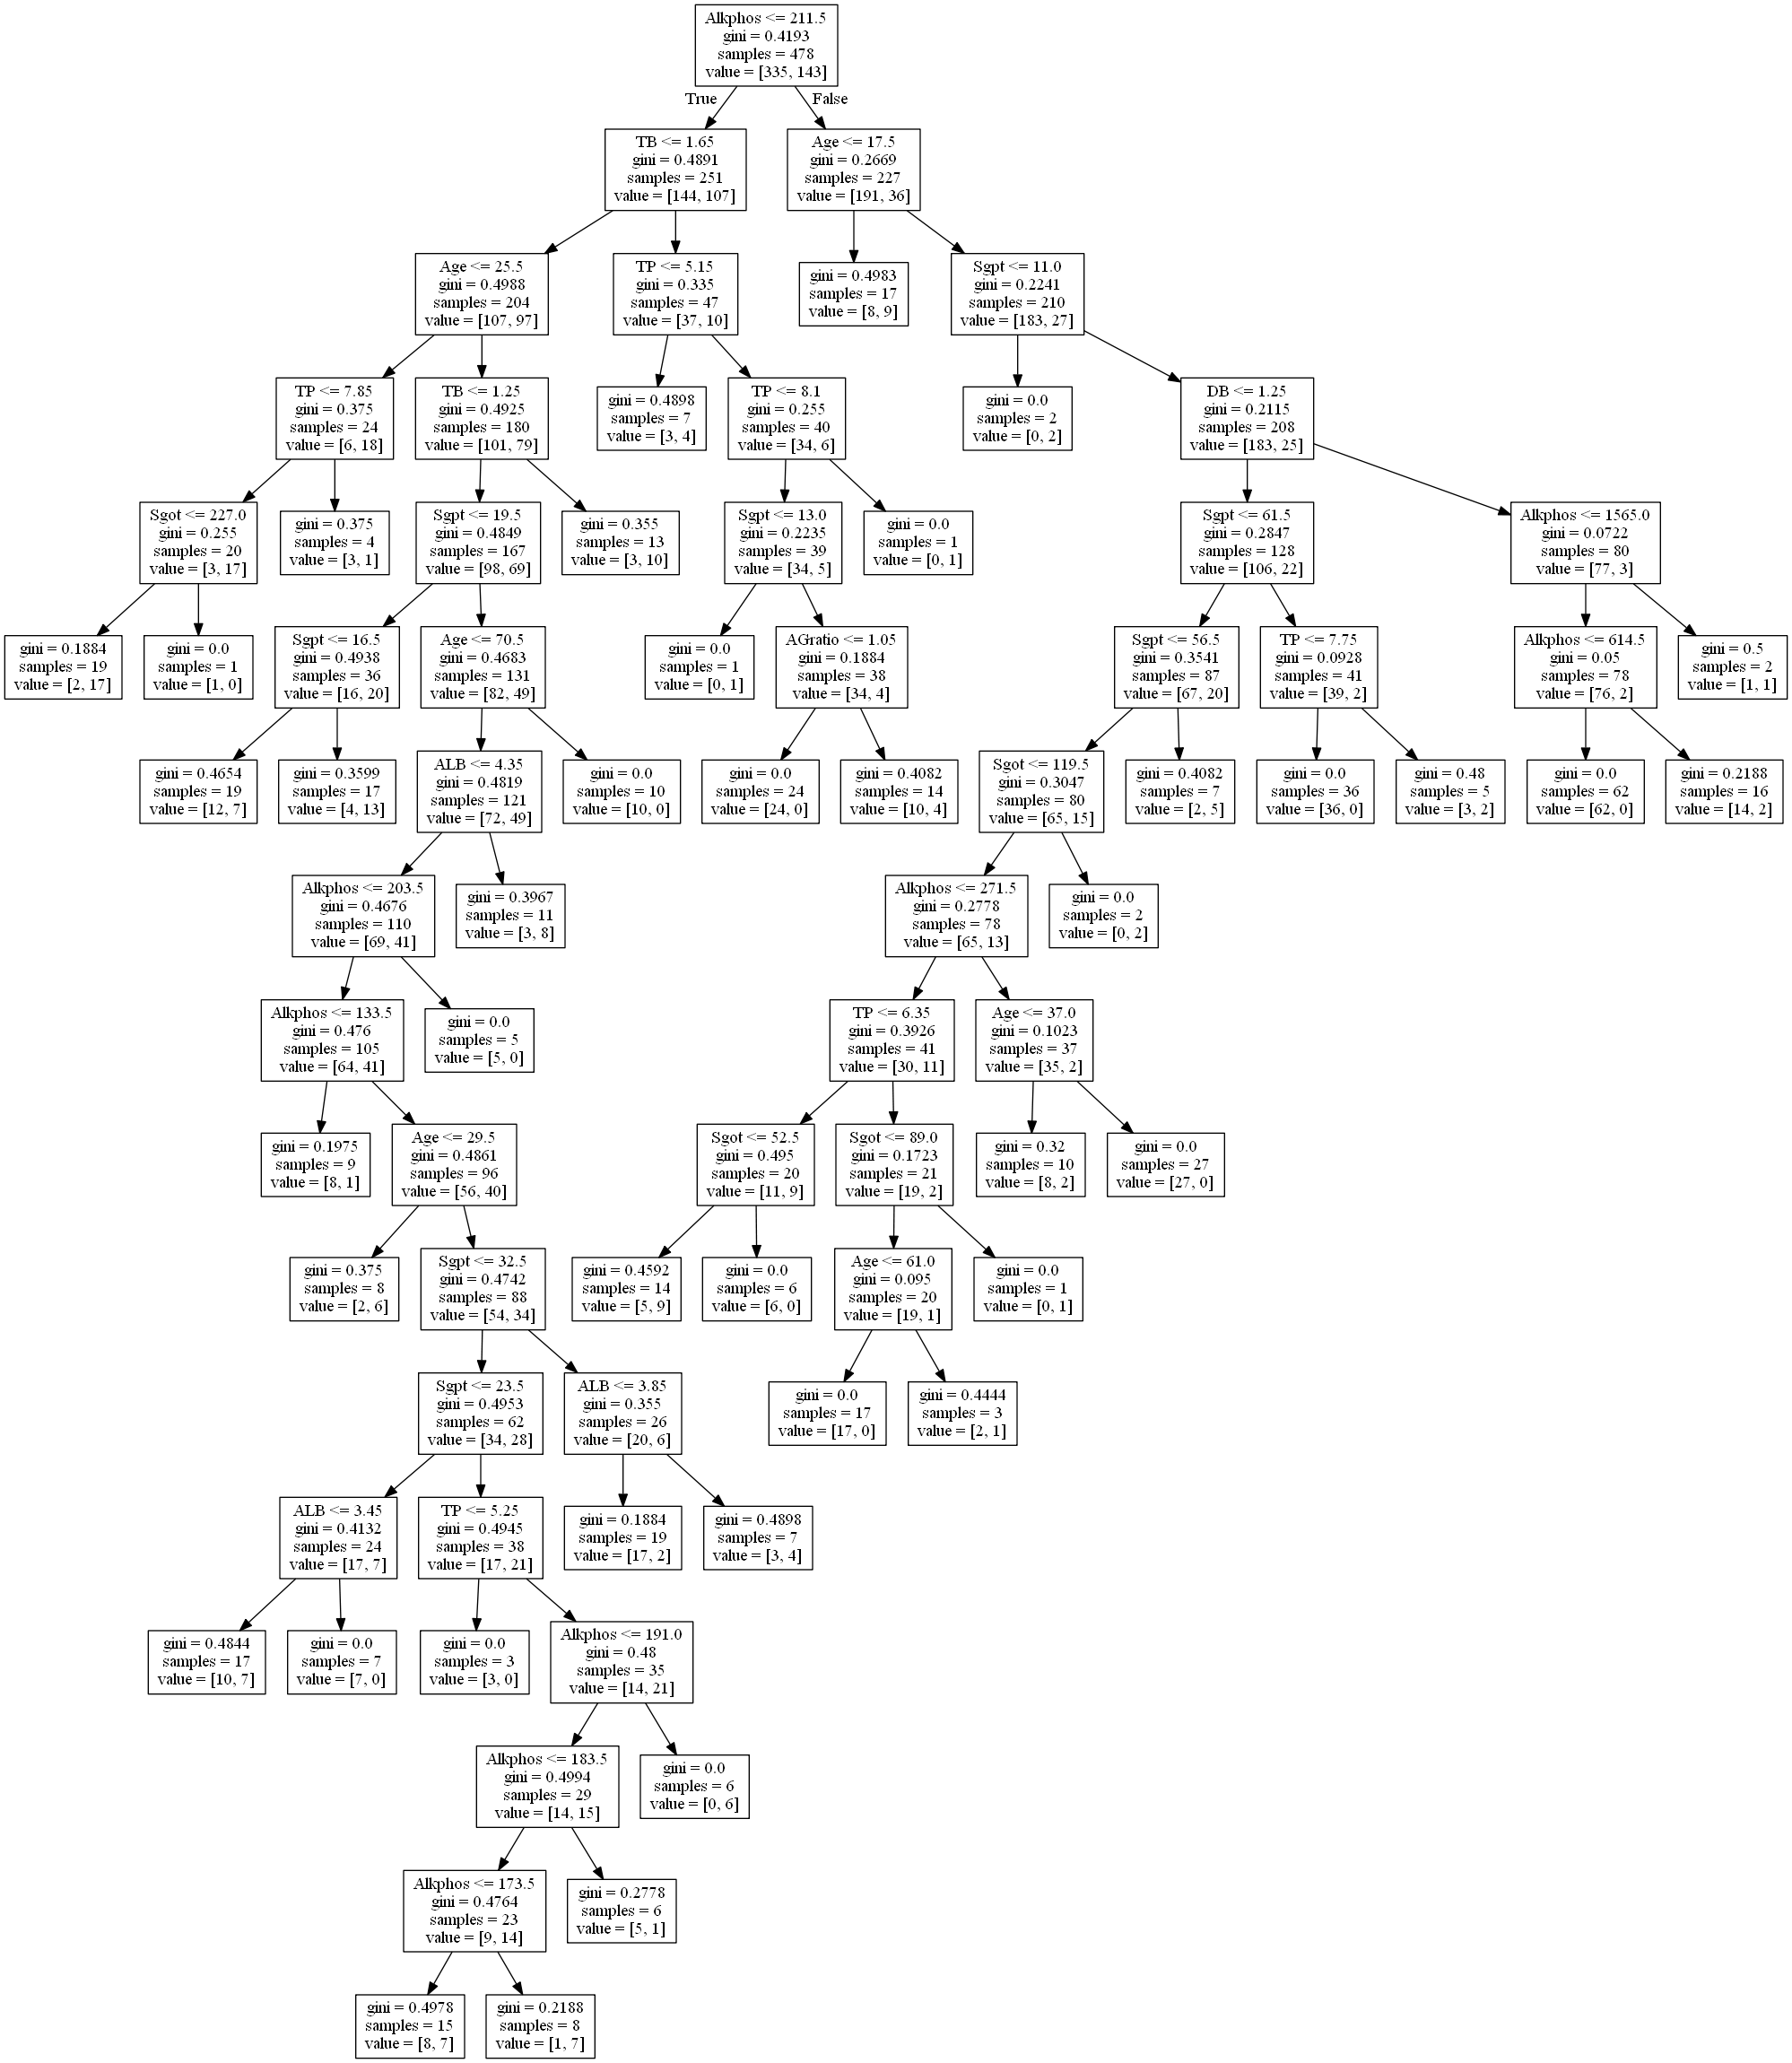 Alkphos <= 211.5
gini = 0.4193
samples = 478
value = [335, 143]
True
False
TB <= 1.65
gini = 0.4891
samples = 251
value = [144, 107]
Age <= 17.5
gini = 0.2669
samples = 227
value = [191, 36]
Age <= 25.5
gini = 0.4988
samples = 204
value = [107, 97]
TP <= 5.15
gini = 0.335
samples = 47
value = [37, 10]
gini = 0.4983
samples = 17
value = [8, 9]
Sgpt <= 11.0
gini = 0.2241
samples = 210
value = [183, 27]
TP <= 7.85
gini = 0.375
samples = 24
value = [6, 18]
TB <= 1.25
gini = 0.4925
samples = 180
value = [101, 79]
gini = 0.4898
samples = 7
value = [3, 4]
TP <= 8.1
gini = 0.255
samples = 40
value = [34, 6]
gini = 0.0
samples = 2
value = [0, 2]
DB <= 1.25
gini = 0.2115
samples = 208
value = [183, 25]
Sgot <= 227.0
gini = 0.255
samples = 20
value = [3, 17]
gini = 0.375
samples = 4
value = [3, 1]
Sgpt <= 19.5
gini = 0.4849
samples = 167
value = [98, 69]
gini = 0.355
samples = 13
value = [3, 10]
Sgpt <= 13.0
gini = 0.2235
samples = 39
value = [34, 5]
gini = 0.0
samples = 1
value = [0, 1]
Sgpt <= 61.5
gini = 0.2847
samples = 128
value = [106, 22]
Alkphos <= 1565.0
gini = 0.0722
samples = 80
value = [77, 3]
gini = 0.1884
samples = 19
value = [2, 17]
gini = 0.0
samples = 1
value = [1, 0]
Sgpt <= 16.5
gini = 0.4938
samples = 36
value = [16, 20]
Age <= 70.5
gini = 0.4683
samples = 131
value = [82, 49]
gini = 0.0
samples = 1
value = [0, 1]
AGratio <= 1.05
gini = 0.1884
samples = 38
value = [34, 4]
Sgpt <= 56.5
gini = 0.3541
samples = 87
value = [67, 20]
TP <= 7.75
gini = 0.0928
samples = 41
value = [39, 2]
Alkphos <= 614.5
gini = 0.05
samples = 78
value = [76, 2]
gini = 0.5
samples = 2
value = [1, 1]
gini = 0.4654
samples = 19
value = [12, 7]
gini = 0.3599
samples = 17
value = [4, 13]
ALB <= 4.35
gini = 0.4819
samples = 121
value = [72, 49]
gini = 0.0
samples = 10
value = [10, 0]
gini = 0.0
samples = 24
value = [24, 0]
gini = 0.4082
samples = 14
value = [10, 4]
Sgot <= 119.5
gini = 0.3047
samples = 80
value = [65, 15]
gini = 0.4082
samples = 7
value = [2, 5]
gini = 0.0
samples = 36
value = [36, 0]
gini = 0.48
samples = 5
value = [3, 2]
gini = 0.0
samples = 62
value = [62, 0]
gini = 0.2188
samples = 16
value = [14, 2]
Alkphos <= 203.5
gini = 0.4676
samples = 110
value = [69, 41]
gini = 0.3967
samples = 11
value = [3, 8]
Alkphos <= 271.5
gini = 0.2778
samples = 78
value = [65, 13]
gini = 0.0
samples = 2
value = [0, 2]
Alkphos <= 133.5
gini = 0.476
samples = 105
value = [64, 41]
gini = 0.0
samples = 5
value = [5, 0]
TP <= 6.35
gini = 0.3926
samples = 41
value = [30, 11]
Age <= 37.0
gini = 0.1023
samples = 37
value = [35, 2]
gini = 0.1975
samples = 9
value = [8, 1]
Age <= 29.5
gini = 0.4861
samples = 96
value = [56, 40]
Sgot <= 52.5
gini = 0.495
samples = 20
value = [11, 9]
Sgot <= 89.0
gini = 0.1723
samples = 21
value = [19, 2]
gini = 0.32
samples = 10
value = [8, 2]
gini = 0.0
samples = 27
value = [27, 0]
gini = 0.375
samples = 8
value = [2, 6]
Sgpt <= 32.5
gini = 0.4742
samples = 88
value = [54, 34]
gini = 0.4592
samples = 14
value = [5, 9]
gini = 0.0
samples = 6
value = [6, 0]
Age <= 61.0
gini = 0.095
samples = 20
value = [19, 1]
gini = 0.0
samples = 1
value = [0, 1]
Sgpt <= 23.5
gini = 0.4953
samples = 62
value = [34, 28]
ALB <= 3.85
gini = 0.355
samples = 26
value = [20, 6]
gini = 0.0
samples = 17
value = [17, 0]
gini = 0.4444
samples = 3
value = [2, 1]
ALB <= 3.45
gini = 0.4132
samples = 24
value = [17, 7]
TP <= 5.25
gini = 0.4945
samples = 38
value = [17, 21]
gini = 0.1884
samples = 19
value = [17, 2]
gini = 0.4898
samples = 7
value = [3, 4]
gini = 0.4844
samples = 17
value = [10, 7]
gini = 0.0
samples = 7
value = [7, 0]
gini = 0.0
samples = 3
value = [3, 0]
Alkphos <= 191.0
gini = 0.48
samples = 35
value = [14, 21]
Alkphos <= 183.5
gini = 0.4994
samples = 29
value = [14, 15]
gini = 0.0
samples = 6
value = [0, 6]
Alkphos <= 173.5
gini = 0.4764
samples = 23
value = [9, 14]
gini = 0.2778
samples = 6
value = [5, 1]
gini = 0.4978
samples = 15
value = [8, 7]
gini = 0.2188
samples = 8
value = [1, 7]